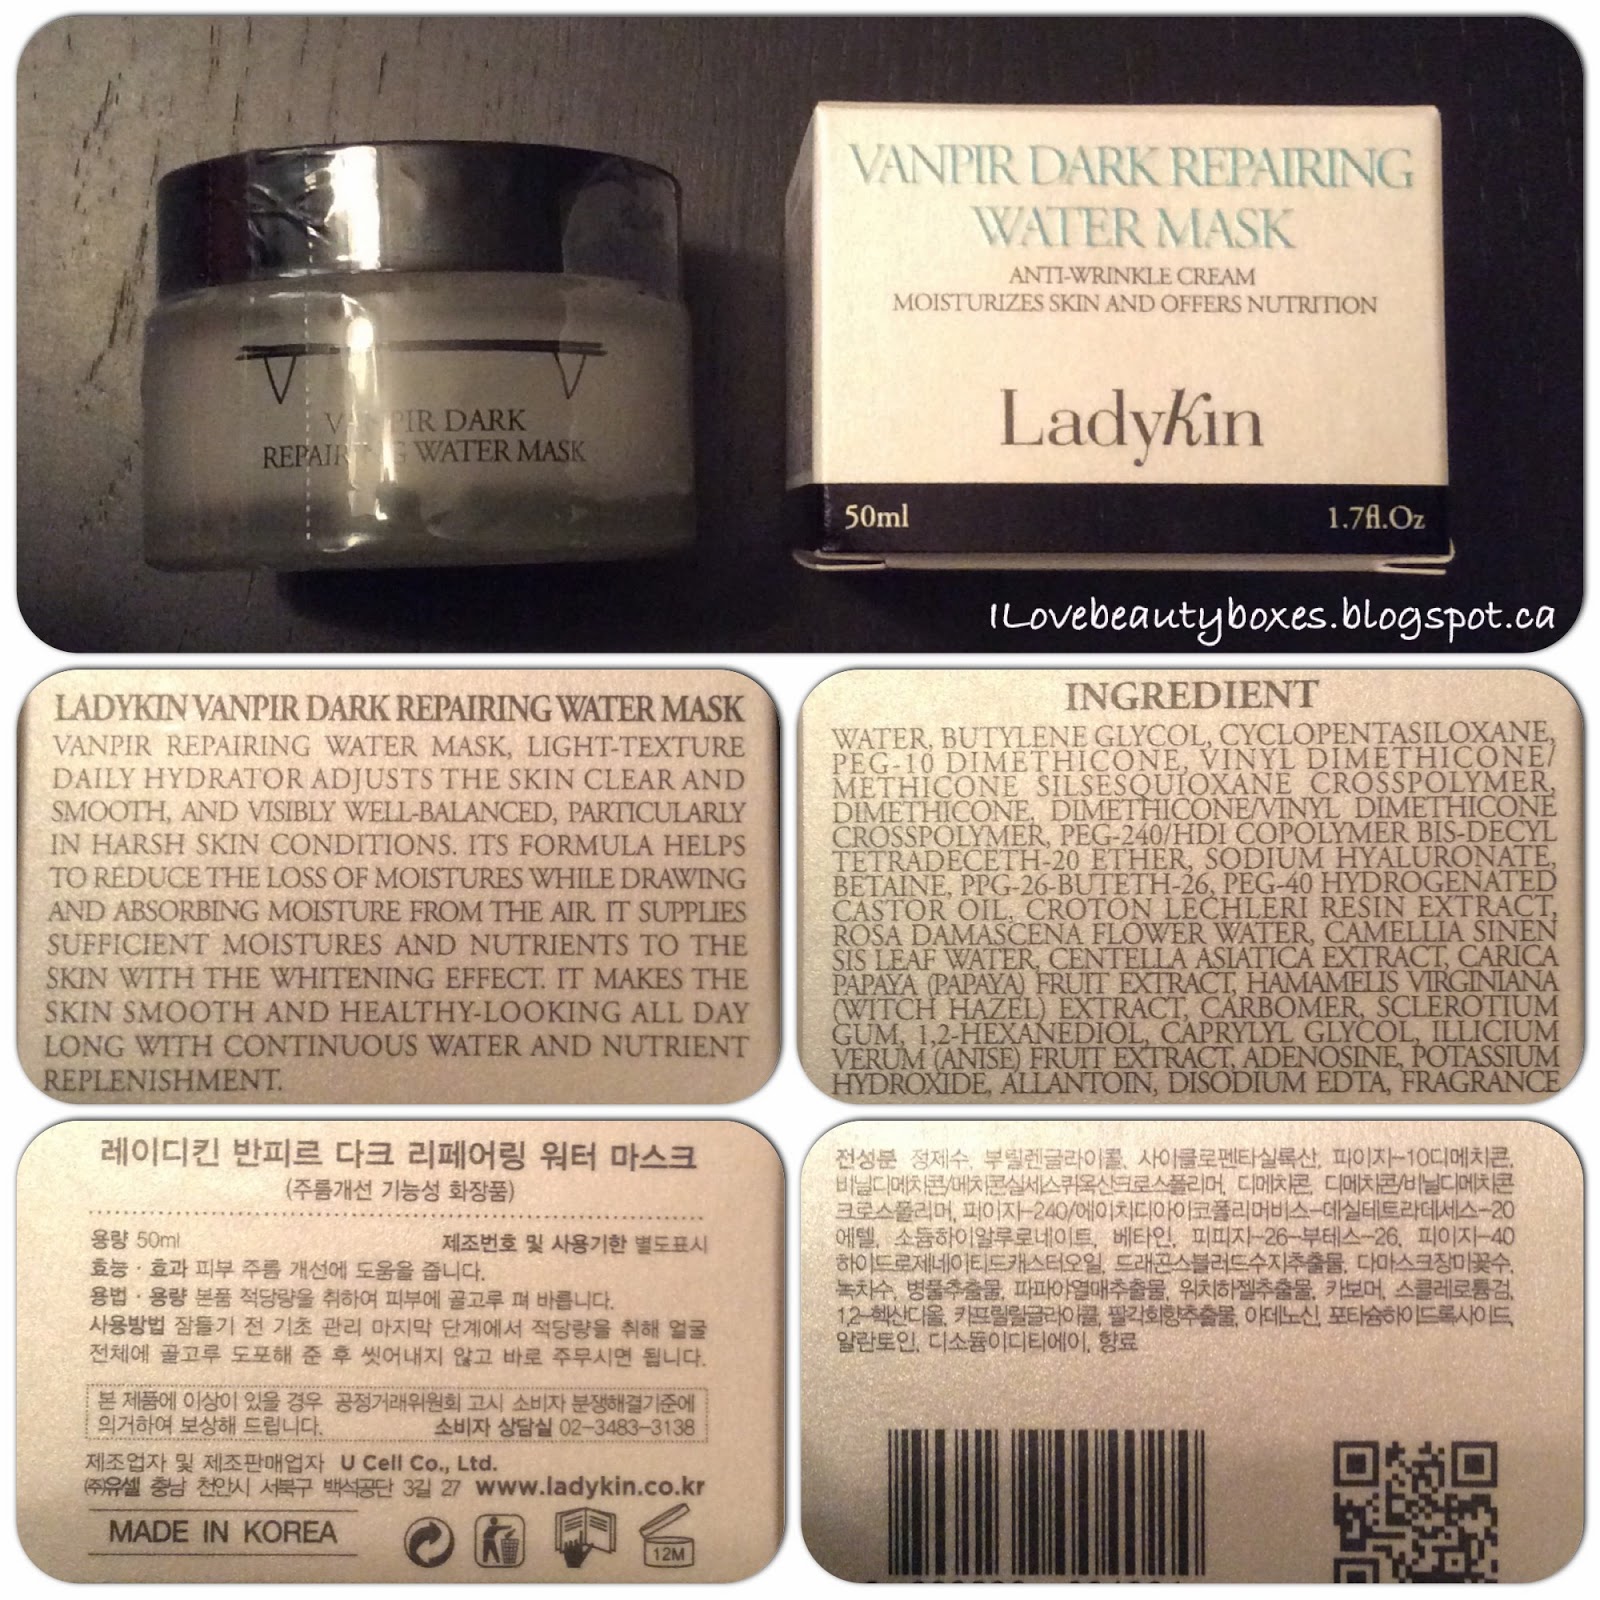 VANPIR DARK
REPAIRING WATER MASK
VANPIR DARK REPAIRING
WATER MASK
ANTI-WRINKLE CREAM
MOISTURIZES SKIN AND OFFERS NUTRITION
LadyKin
50ml 1.7fl.Oz
ILovebeautyboxes.blogspot.ca
LADYKIN VANPIR DARK REPAIRING WATER MASK
VANPIR REPAIRING WATER MASK, LIGHT-TEXTURE
DAILY HYDRATOR ADJUSTS THE SKIN CLEAR AND
SMOOTH, AND VISIBLY WELL-BALANCED, PARTICULARLY
IN HARSH SKIN CONDITIONS. ITS FORMULA HELPS
TO REDUCE THE LOSS OF MOISTURES WHILE DRAWING
AND ABSORBING MOISTURE FROM THE AIR. IT SUPPLIES
SUFFICIENT MOISTURES AND NUTRIENTS TO THE
SKIN WITH THE WHITENING EFFECT. IT MAKES THE
SKIN SMOOTH AND HEALTHY-LOOKING ALL DAY
LONG WITH CONTINUOUS WATER AND NUTRIENT
REPLENISHMENT.
INGREDIENT
WATER, BUTYLENE GLYCOL, CYCLOPENTASILOXANE,
PEG-10 DIMETHICONE, VINYL DIMETHICONE/
METHICONE SILSESQUIOXANE CROSSPOLYMER,
DIMETHICONE, DIMETHICONE/VINYL DIMETHICONE
CROSSPOLYMER, PEG-240/HDI COPOLYMER BIS-DECYL
TETRADECETH-20 ETHER, SODIUM HYALURONATE,
BETAINE, PPG-26-BUTETH-26, PEG-40 HYDROGENATED
CASTOR OIL, CROTON LECHLERI RESIN EXTRACT,
ROSA DAMASCENA FLOWER WATER, CAMELLIA SINEN
SIS LEAF WATER, CENTELLA ASIATICA EXTRACT, CARICA
PAPAYA (PAPAYA) FRUIT EXTRACT, HAMAMELIS VIRGINIANA
(WITCH HAZEL) EXTRACT, CARBOMER, SCLEROTIUM
GUM, 1,2-HEXANEDIOL, CAPRYLYL GLYCOL, ILLICIUM
VERUM (ANISE) FRUIT EXTRACT, ADENOSINE, POTASSIUM
HYDROXIDE, ALLANTOIN, DISODIUM EDTA, FRAGRANCE
레이디킨 반피르 다크 리페어링 워터 마스크
(주름개선 기능성 화장품)
용량 50ml 제조번호 및 사용기한 별도표시
효능 · 효과 피부 주름 개선에 도움을 줍니다.
용법 · 용량 본품 적당량을 취하여 피부에 골고루 펴 바릅니다.
사용방법 잠들기 전 기초 관리 마지막 단계에서 적당량을 취해 얼굴
전체에 골고루 도포해 준 후 씻어내지 않고 바로 주무시면 됩니다.
본 제품에 이상이 있을 경우 공정거래위원회 고시 소비자 분쟁해결기준에
의거하여 보상해 드립니다. 소비자 상담실 02-3483-3138
제조업자 및 제조판매업자 U Cell Co., Ltd.
㈜유셀 충남 천안시 서북구 백석공단 3길 27 www.ladykin.co.kr
MADE IN KOREA
12M
전성분 정제수, 부틸렌글라이콜, 사이클로펜타실록산, 피이지-10디메치콘,
비닐디메치콘/메치콘실세스퀴옥산크로스폴리머, 디메치콘, 디메치콘/비닐디메치콘
크로스폴리머, 피이지-240/에이치디아이코폴리머비스-데실테트라데세스-20
에텔, 소듐하이알루로네이트, 베타인, 피피지-26-부테스-26, 피이지-40
하이드로제네이티드캐스터오일, 드래곤스블러드수지추출물, 다마스크장미꽃수,
녹차수, 병풀추출물, 파파야열매추출물, 위치하젤추출물, 카보머, 스클레로튬검,
1,2-헥산디올, 카프릴릴글라이콜, 팔각회향추출물, 아데노신, 포타슘하이드록사이드,
알란토인, 디소듐이디티에이, 향료